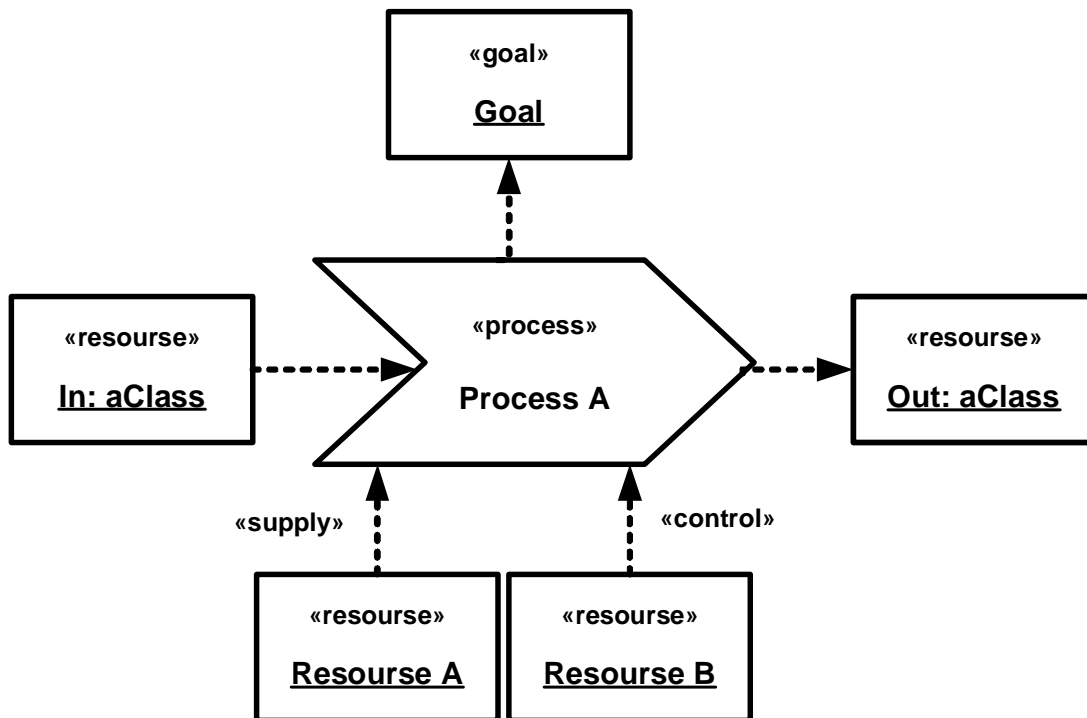 «goal»
Goal
«resourse»
In: aClass
«process»
Process A
«resourse»
Out: aClass
«supply»
«control»
«resourse»
Resourse A
«resourse»
Resourse B